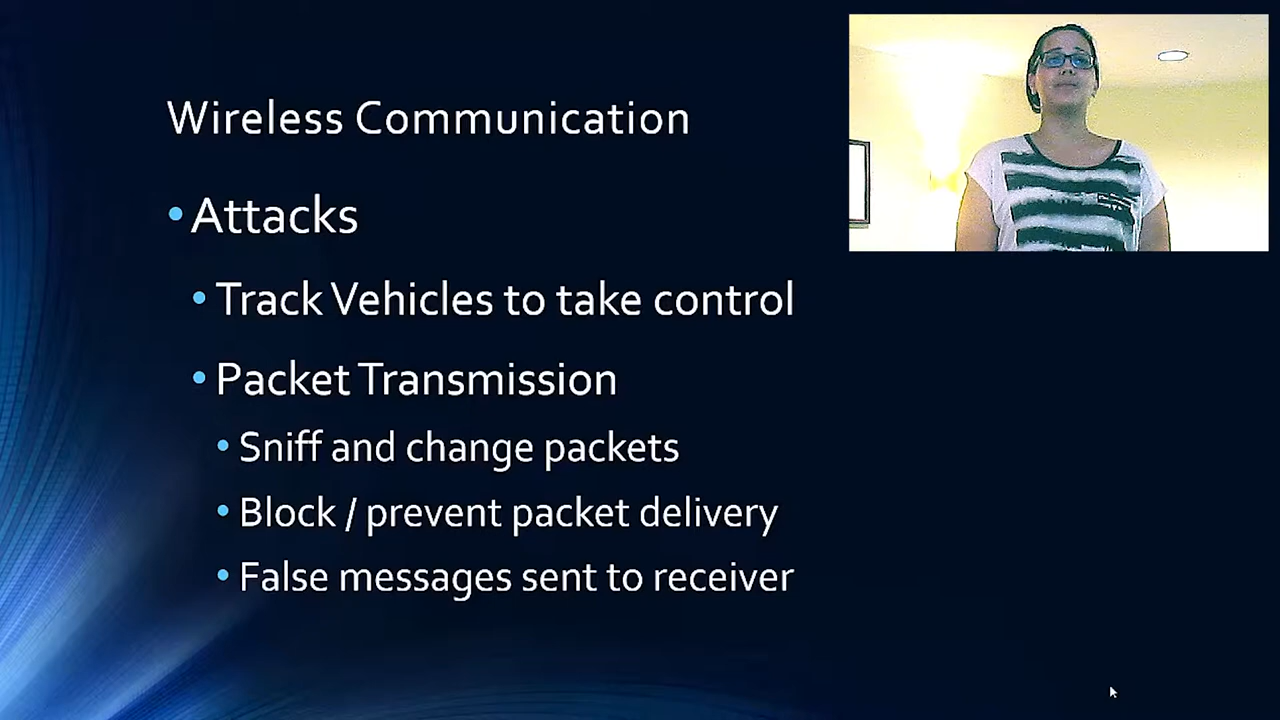 Wireless Communication
Attacks
Track Vehicles to take control
Packet Transmission
Sniff and change packets
Block / prevent packet delivery
False messages sent to receiver